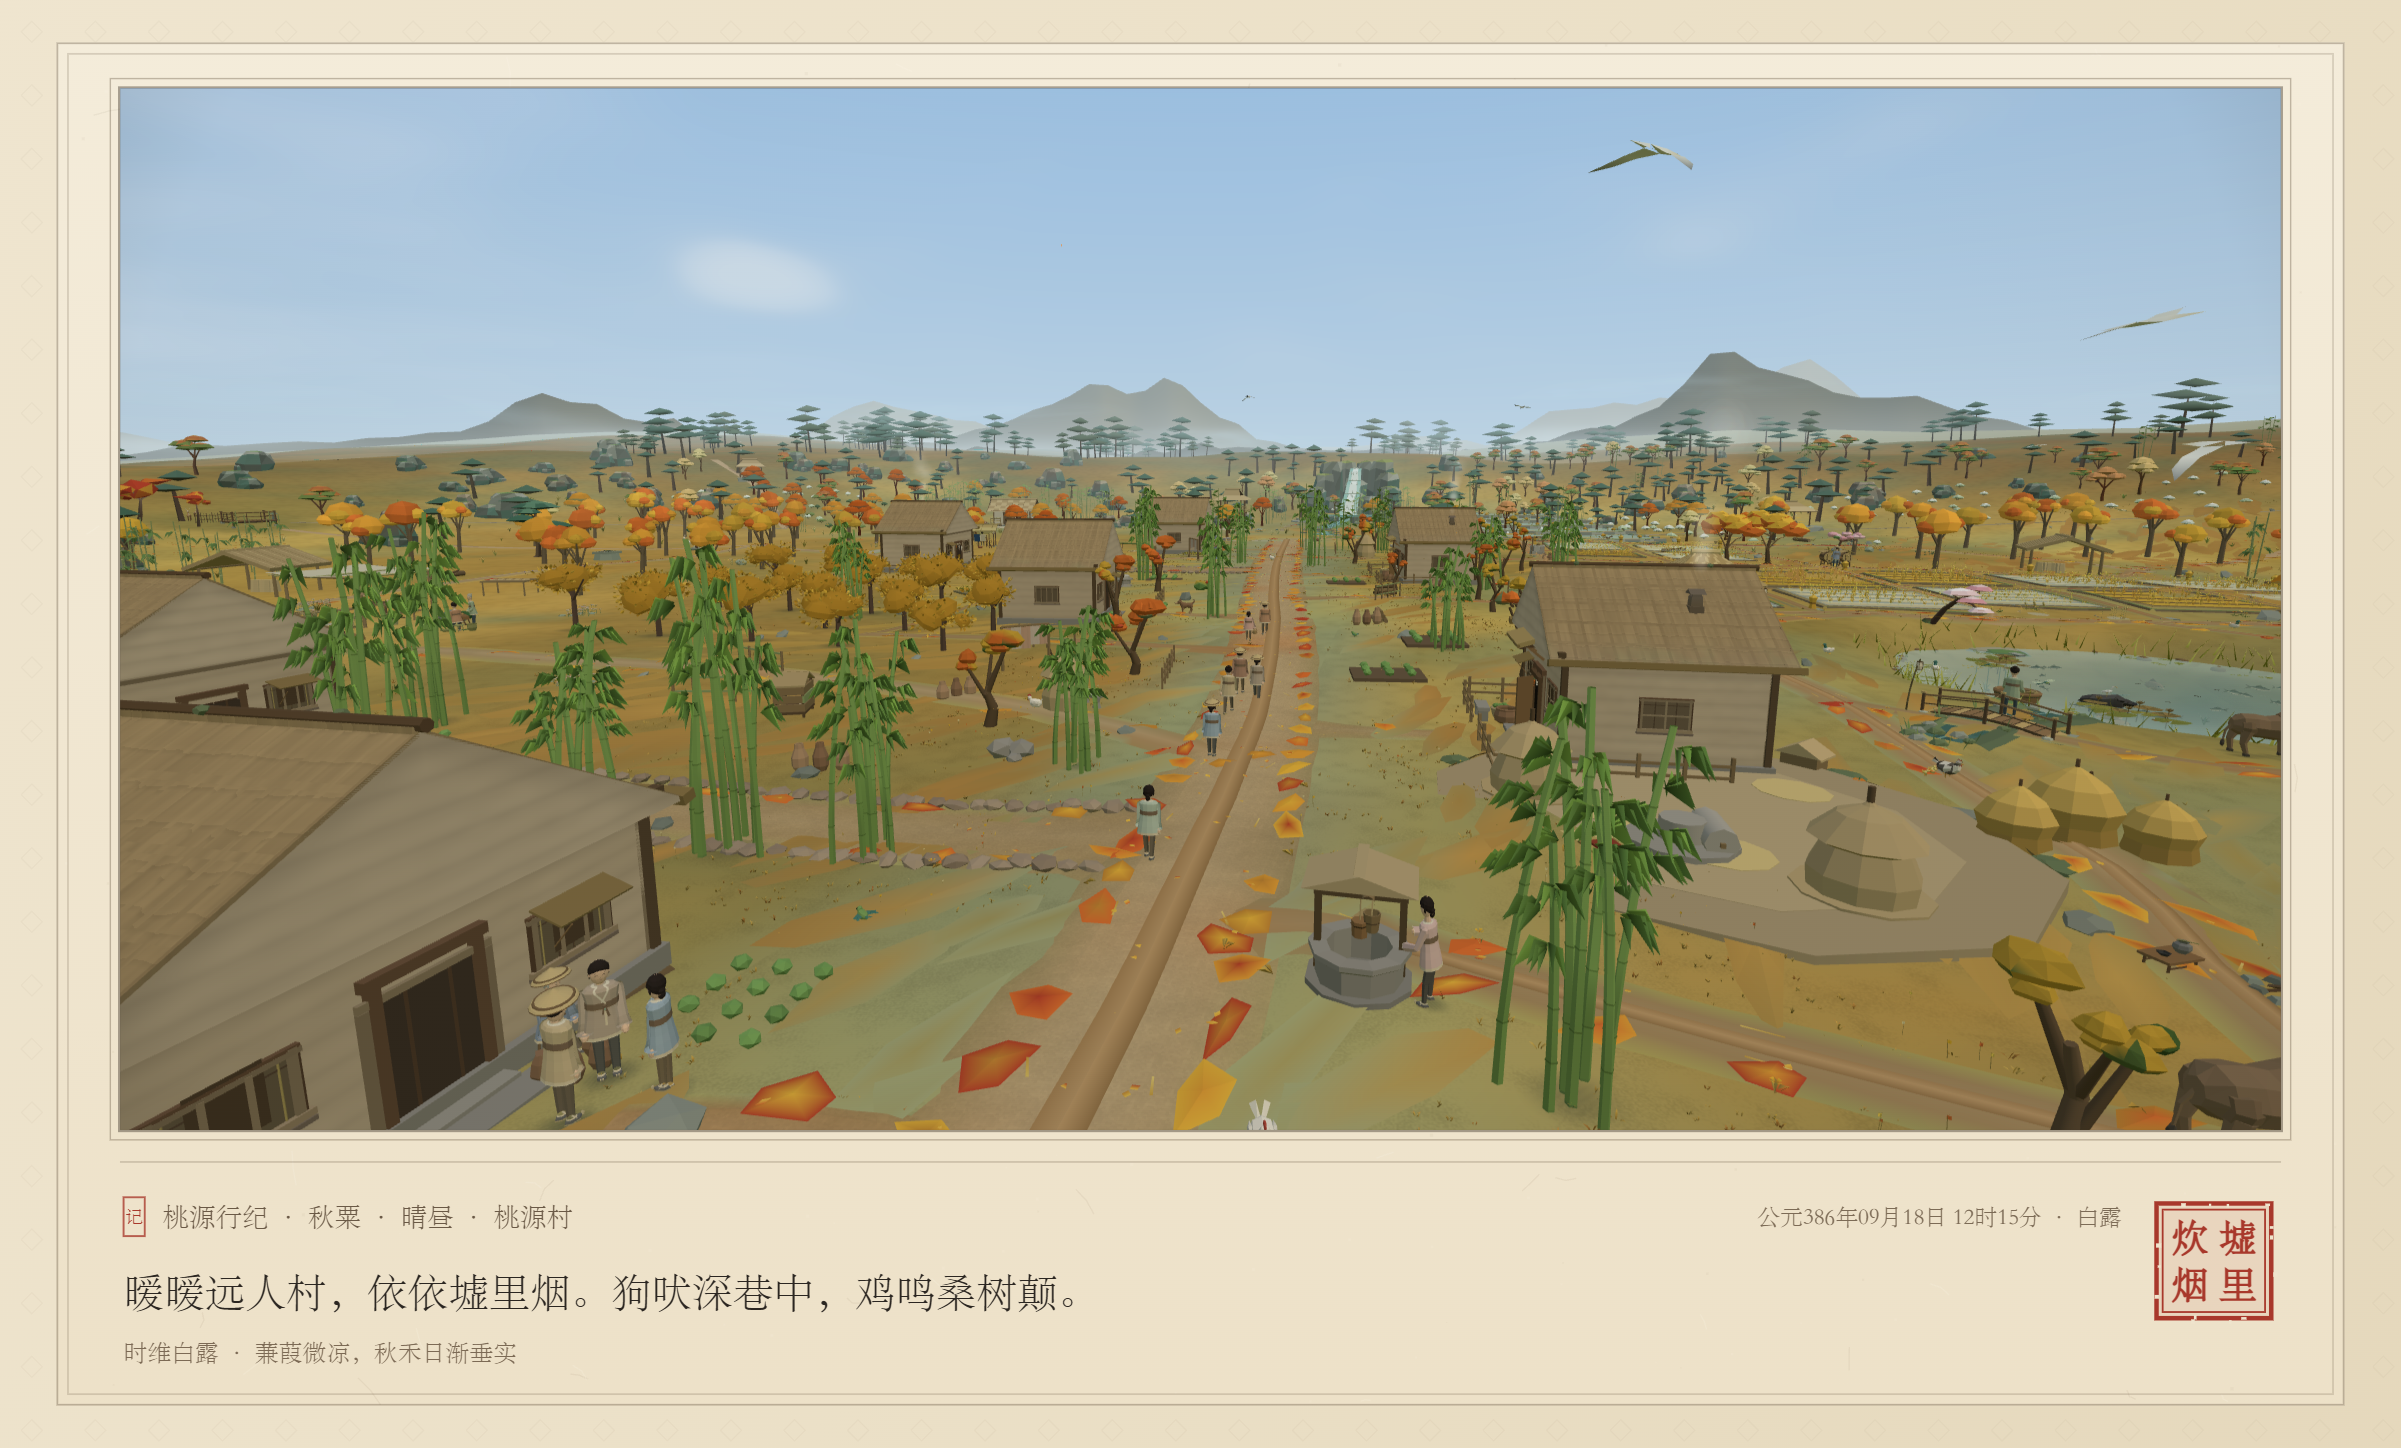 记 桃源行纪 · 秋粟 · 晴昼 · 桃源村
公元386年09月18日 12时15分 · 白露
墟里炊烟
暧暧远人村，依依墟里烟。狗吠深巷中，鸡鸣桑树颠。
时维白露 · 蒹葭微凉，秋禾日渐垂实